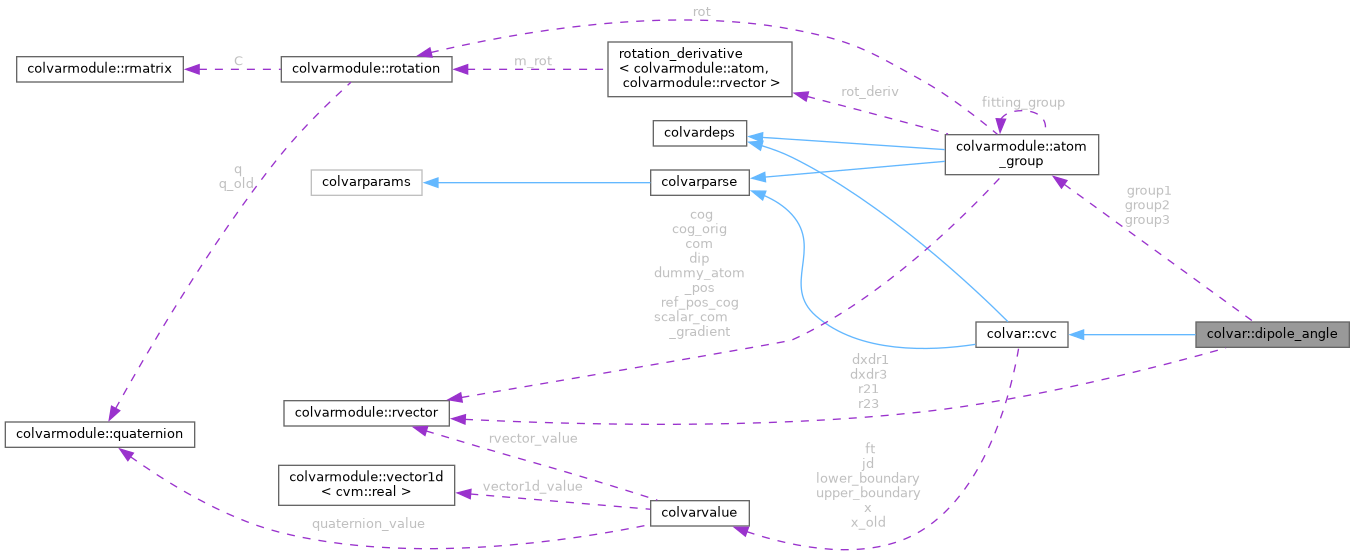 rot
rotation_derivative
< colvarmodule::atom,
colvarmodule::rvector >
colvarmodule::rmatrix
C
colvarmodule::rotation
m_rot
rot_deriv
fitting_group
colvardeps
colvarmodule::atom
_group
colvarparams
colvarparse
q
q_old
group1
group2
group3
cog
cog_orig
com
dip
dummy_atom
_pos
ref_pos_cog
scalar_com
_gradient
colvar::cvc
colvar::dipole_angle
dxdr1
dxdr3
r21
r23
colvarmodule::rvector
colvarmodule::quaternion
rvector_value
ft
jd
lower_boundary
upper_boundary
x
x_old
colvarmodule::vector1d
< cvm::real >
vector1d_value
colvarvalue
quaternion_value